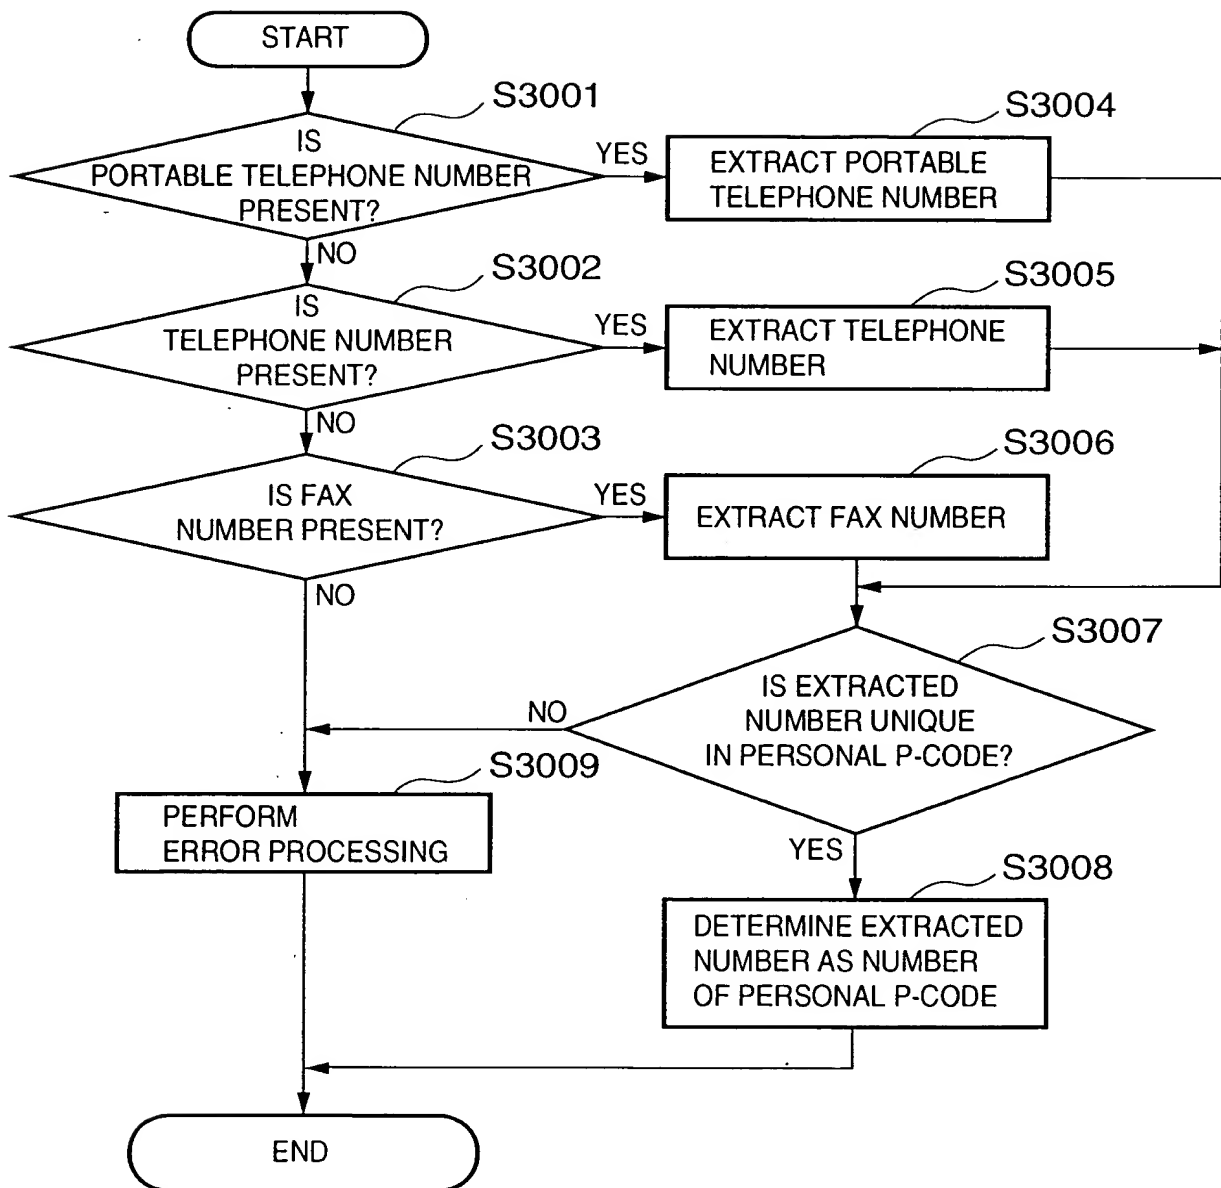 START
S3001
IS
PORTABLE TELEPHONE NUMBER
PRESENT?
YES
S3004
EXTRACT PORTABLE
TELEPHONE NUMBER
NO
S3002
IS
TELEPHONE NUMBER
PRESENT?
YES
S3005
EXTRACT TELEPHONE
NUMBER
NO
S3003
IS FAX
NUMBER PRESENT?
YES
S3006
EXTRACT FAX NUMBER
NO
S3007
IS EXTRACTED
NUMBER UNIQUE
IN PERSONAL P-CODE?
NO
S3009
PERFORM
ERROR PROCESSING
YES
S3008
DETERMINE EXTRACTED
NUMBER AS NUMBER
OF PERSONAL P-CODE
END